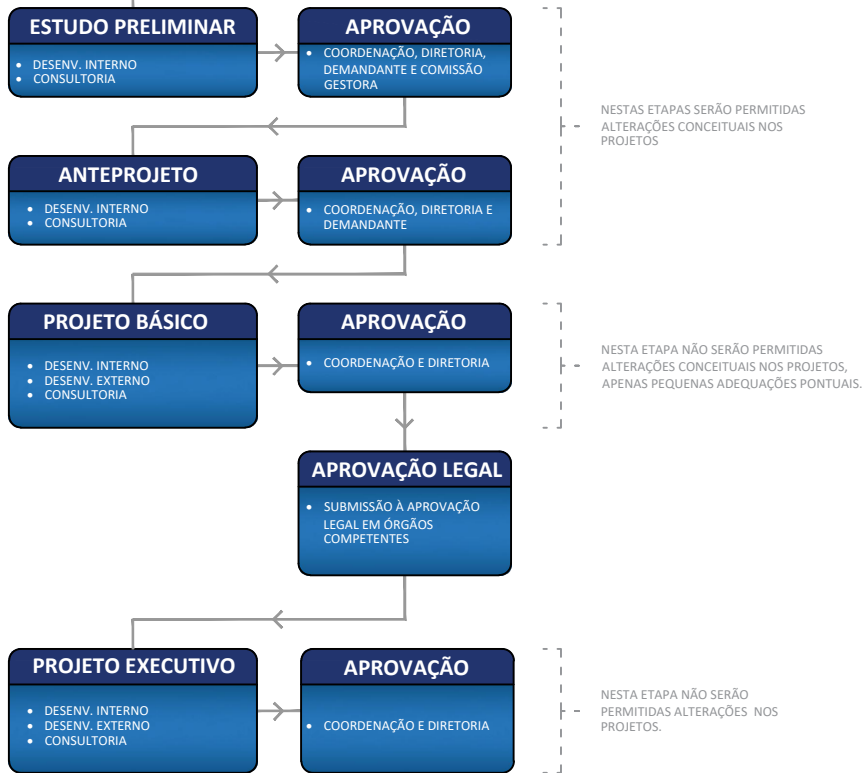 ESTUDO PRELIMINAR
• DESENV. INTERNO
• CONSULTORIA
APROVAÇÃO
• COORDENAÇÃO, DIRETORIA,
DEMANDANTE E COMISSÃO
GESTORA
NESTAS ETAPAS SERÃO PERMITIDAS
ALTERAÇÕES CONCEITUAIS NOS
PROJETOS
ANTEPROJETO
• DESENV. INTERNO
• CONSULTORIA
APROVAÇÃO
• COORDENAÇÃO, DIRETORIA E
DEMANDANTE
PROJETO BÁSICO
• DESENV. INTERNO
• DESENV. EXTERNO
• CONSULTORIA
APROVAÇÃO
• COORDENAÇÃO E DIRETORIA
NESTA ETAPA NÃO SERÃO PERMITIDAS
ALTERAÇÕES CONCEITUAIS NOS PROJETOS,
APENAS PEQUENAS ADEQUAÇÕES PONTUAIS.
APROVAÇÃO LEGAL
• SUBMISSÃO À APROVAÇÃO
LEGAL EM ÓRGÃOS
COMPETENTES
PROJETO EXECUTIVO
• DESENV. INTERNO
• DESENV. EXTERNO
• CONSULTORIA
APROVAÇÃO
• COORDENAÇÃO E DIRETORIA
NESTA ETAPA NÃO SERÃO
PERMITIDAS ALTERAÇÕES NOS
PROJETOS.